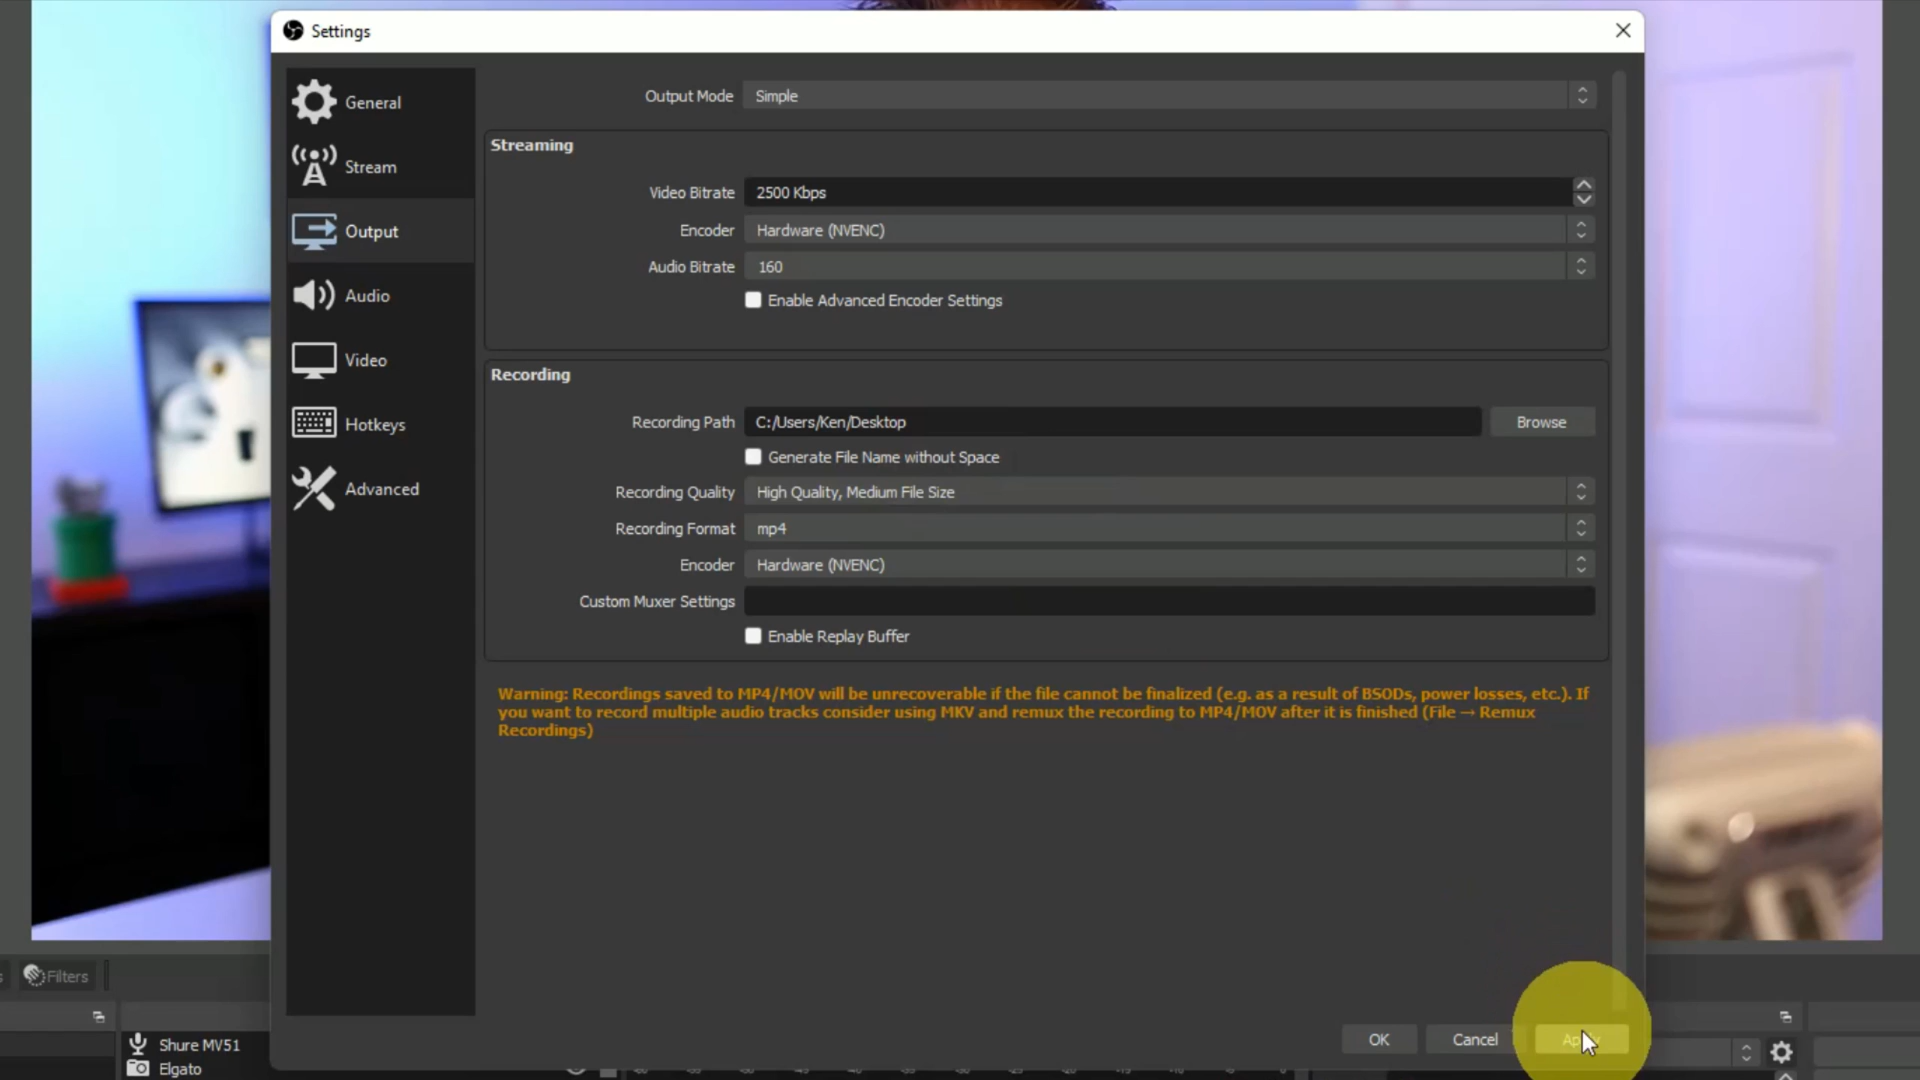 Settings
General
Stream
Output
Audio
Video
Hotkeys
Advanced
Output Mode Simple
Streaming
Video Bitrate 2500 Kbps
Encoder Hardware (NVENC)
Audio Bitrate 160
Enable Advanced Encoder Settings
Recording
Recording Path C:/Users/Ken/Desktop Browse
Generate File Name without Space
Recording Quality High Quality, Medium File Size
Recording Format mp4
Encoder Hardware (NVENC)
Custom Muxer Settings
Enable Replay Buffer
Warning: Recordings saved to MP4/MOV will be unrecoverable if the file cannot be finalized (e.g. as a result of BSODs, power losses, etc.). If
you want to record multiple audio tracks consider using MKV and remux the recording to MP4/MOV after it is finished (File → Remux
Recordings)
OK Cancel
Filters
Shure MV51
Elgato